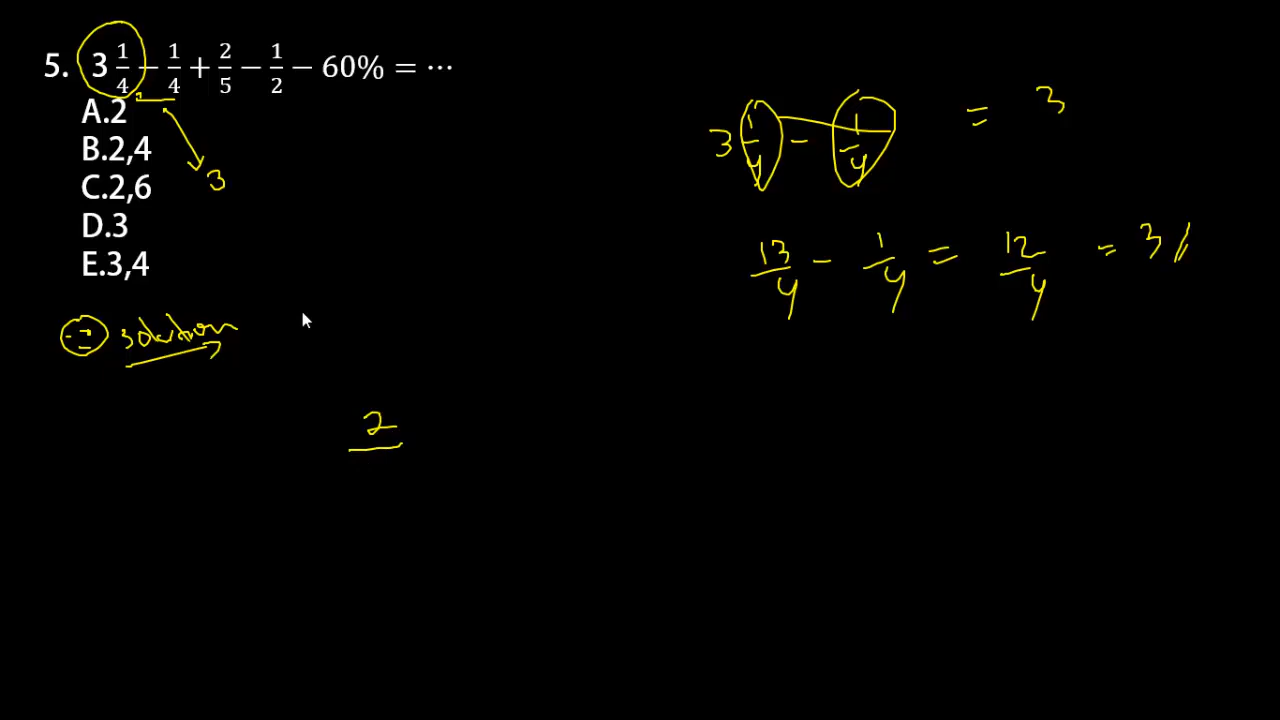 5. 3 1/4 − 1/4 + 2/5 − 1/2 − 60% = ⋯
A.2
B.2,4
C.2,6
D.3
E.3,4
3
solution
2
3 1/4 − 1/4 = 3
13/4 − 1/4 = 12/4 = 3